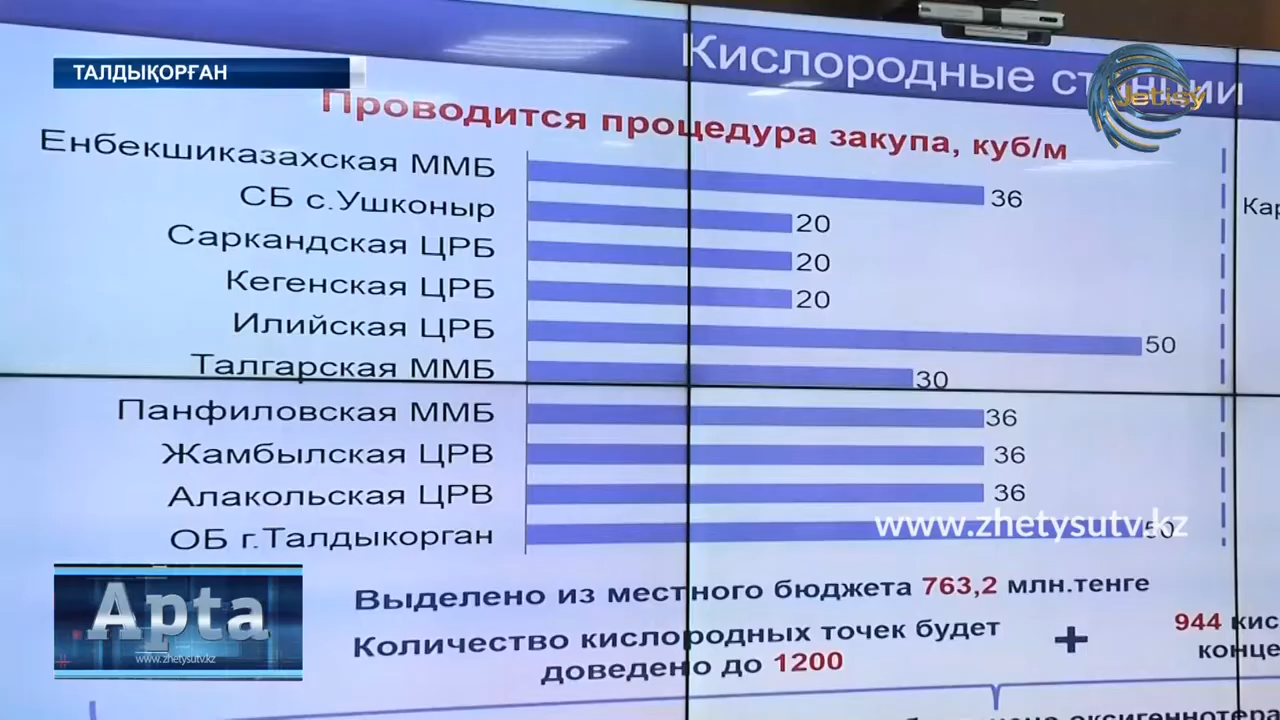 ТАЛДЫҚОРҒАН
Кислородные станции
Jetisy
Проводится процедура закупа, куб/м
Енбекшиказахская ММБ 36
СБ с.Ушконыр 20
Саркандская ЦРБ 20
Кегенская ЦРБ 20
Илийская ЦРБ 50
Талгарская ММБ 30
Панфиловская ММБ 36
Жамбылская ЦРВ 36
Алакольская ЦРВ 36
ОБ г.Талдыкорган 50
www.zhetysutv.kz
Apta
www.zhetysutv.kz
Выделено из местного бюджета 763,2 млн.тенге
Количество кислородных точек будет
доведено до 1200
+
944